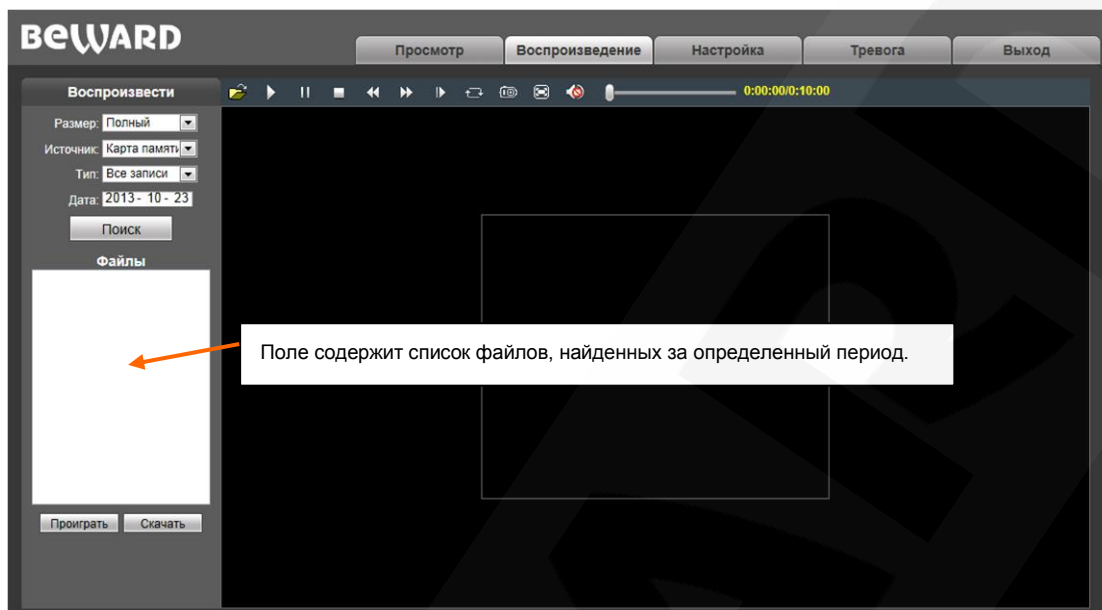 BEWARD
Просмотр
Воспроизведение
Настройка
Тревога
Выход
Воспроизвести
0:00:00/0:10:00
Размер: Полный
Источник: Карта памяти
Тип: Все записи
Дата: 2013 - 10 - 23
Поиск
Файлы
Поле содержит список файлов, найденных за определенный период.
Проиграть
Скачать